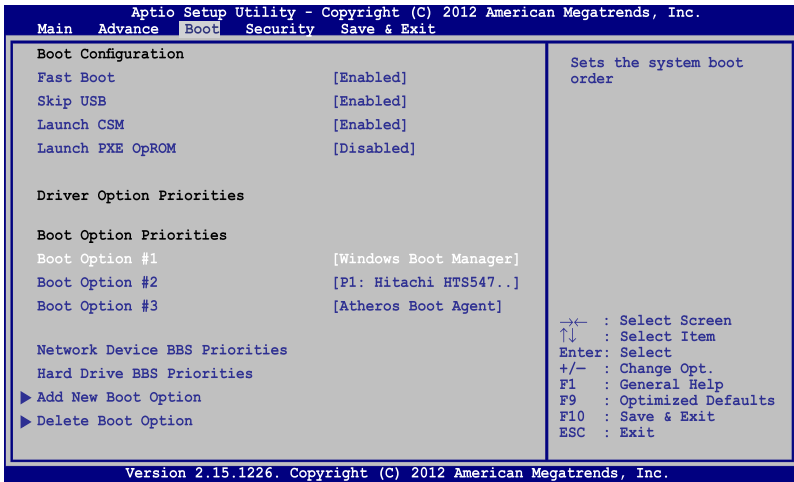 Aptio Setup Utility - Copyright (C) 2012 American Megatrends, Inc.
Main Advance Boot Security Save & Exit
Boot Configuration
Fast Boot [Enabled]
Skip USB [Enabled]
Launch CSM [Enabled]
Launch PXE OpROM [Disabled]
Driver Option Priorities
Boot Option Priorities
Boot Option #1 [Windows Boot Manager]
Boot Option #2 [P1: Hitachi HTS547..]
Boot Option #3 [Atheros Boot Agent]
Network Device BBS Priorities
Hard Drive BBS Priorities
Add New Boot Option
Delete Boot Option
Sets the system boot
order
→← : Select Screen
↑↓ : Select Item
Enter: Select
+/— : Change Opt.
F1 : General Help
F9 : Optimized Defaults
F10 : Save & Exit
ESC : Exit
Version 2.15.1226. Copyright (C) 2012 American Megatrends, Inc.